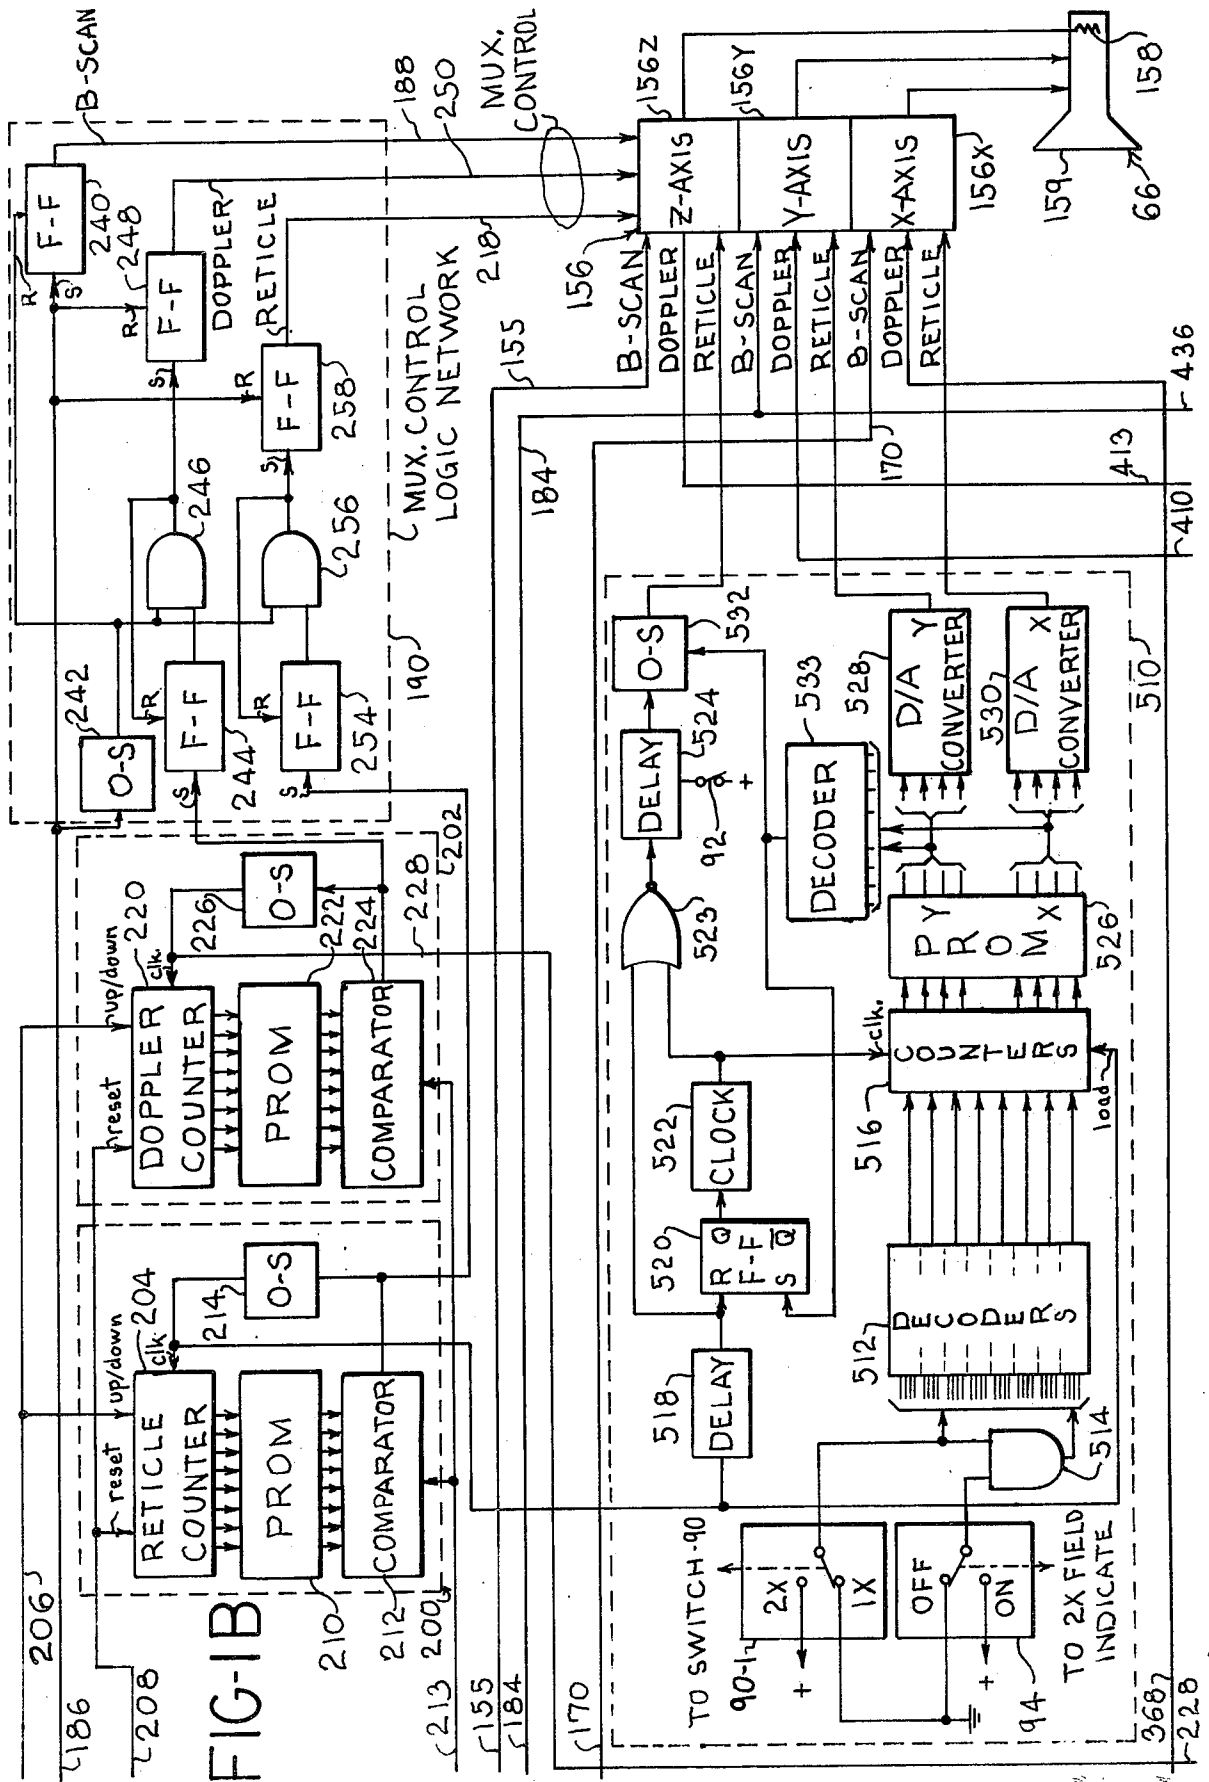 FIG-1B
206
186
208
213
155
184
170
368
228
reset
up/down
clk
204
RETICLE
COUNTER
PROM
210
COMPARATOR
212
200
214
O-S
reset
up/down
clk.
220
DOPPLER
COUNTER
PROM
222
COMPARATOR
224
226
O-S
228
202
242
O-S
S
R
F-F
244
S
R
F-F
254
190
246
256
MUX. CONTROL
LOGIC NETWORK
R
S
F-F
240
248
R
S
F-F
DOPPLER
R
S
F-F
258
RETICLE
B-SCAN
188
250
218
MUX.
CONTROL
155
184
170
156
B-SCAN
DOPPLER
RETICLE
B-SCAN
DOPPLER
RETICLE
B-SCAN
DOPPLER
RETICLE
Z-AXIS
Y-AXIS
X-AXIS
156Z
156Y
156X
159
158
66
436
413
410
510
TO SWITCH-90
90-1
2X
1X
+
OFF
ON
+
94
TO 2X FIELD
INDICATE
514
512
DECODERS
518
DELAY
520
R Q
F-F
S Q
522
CLOCK
516
clk.
COUNTERS
load
523
DELAY
524
92
+
O-S
532
DECODER
533
PROM
Y
X
526
528
D/A Y
CONVERTER
530
D/A X
CONVERTER